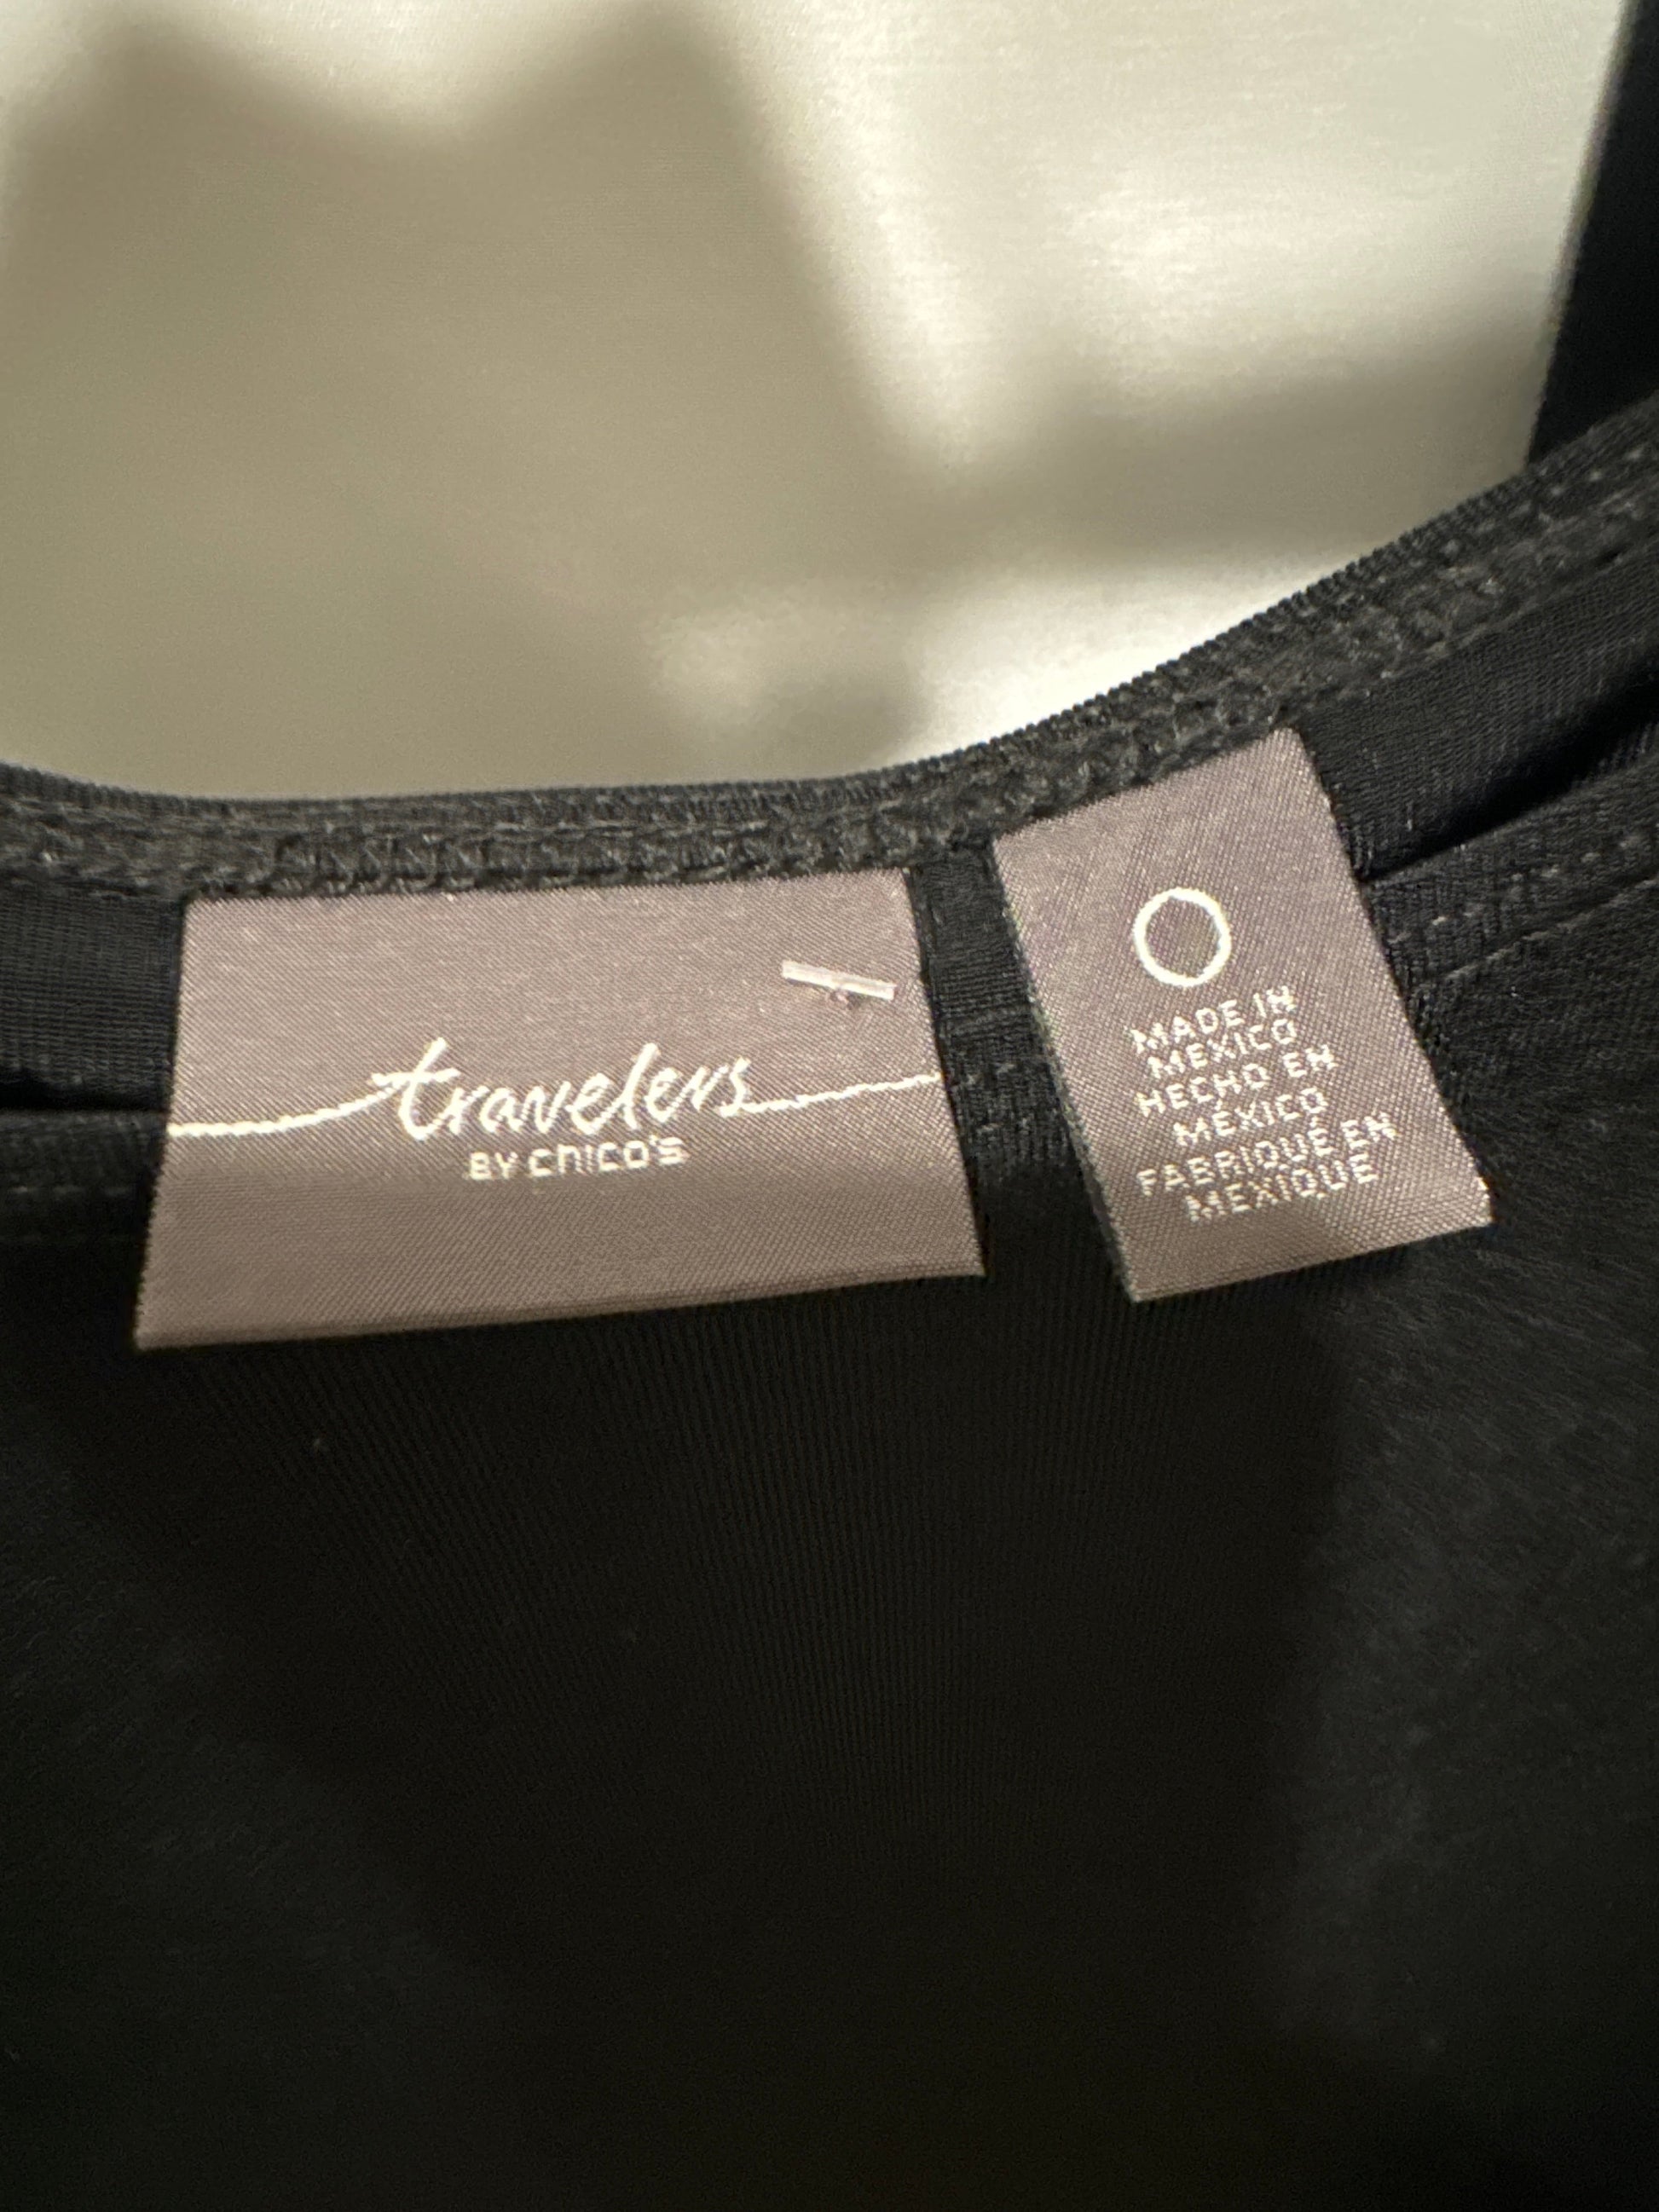 travelers
BY chico's
0
MADE IN
MEXICO
HECHO EN
MÉXICO
FABRIQUÉ EN
MEXIQUE